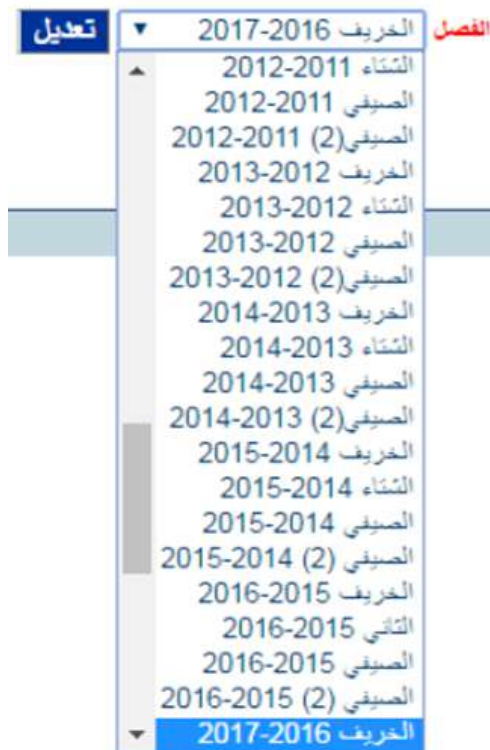 الفصل الخريف 2016-2017 تعديل
الشتاء 2011-2012
الصيفي 2011-2012
الصيفي(2) 2011-2012
الخريف 2012-2013
الشتاء 2012-2013
الصيفي 2012-2013
الصيفي(2) 2012-2013
الخريف 2013-2014
الشتاء 2013-2014
الصيفي 2013-2014
الصيفي(2) 2013-2014
الخريف 2014-2015
الشتاء 2014-2015
الصيفي 2014-2015
الصيفي (2) 2014-2015
الخريف 2015-2016
الثاني 2015-2016
الصيفي 2015-2016
الصيفي (2) 2015-2016
الخريف 2016-2017